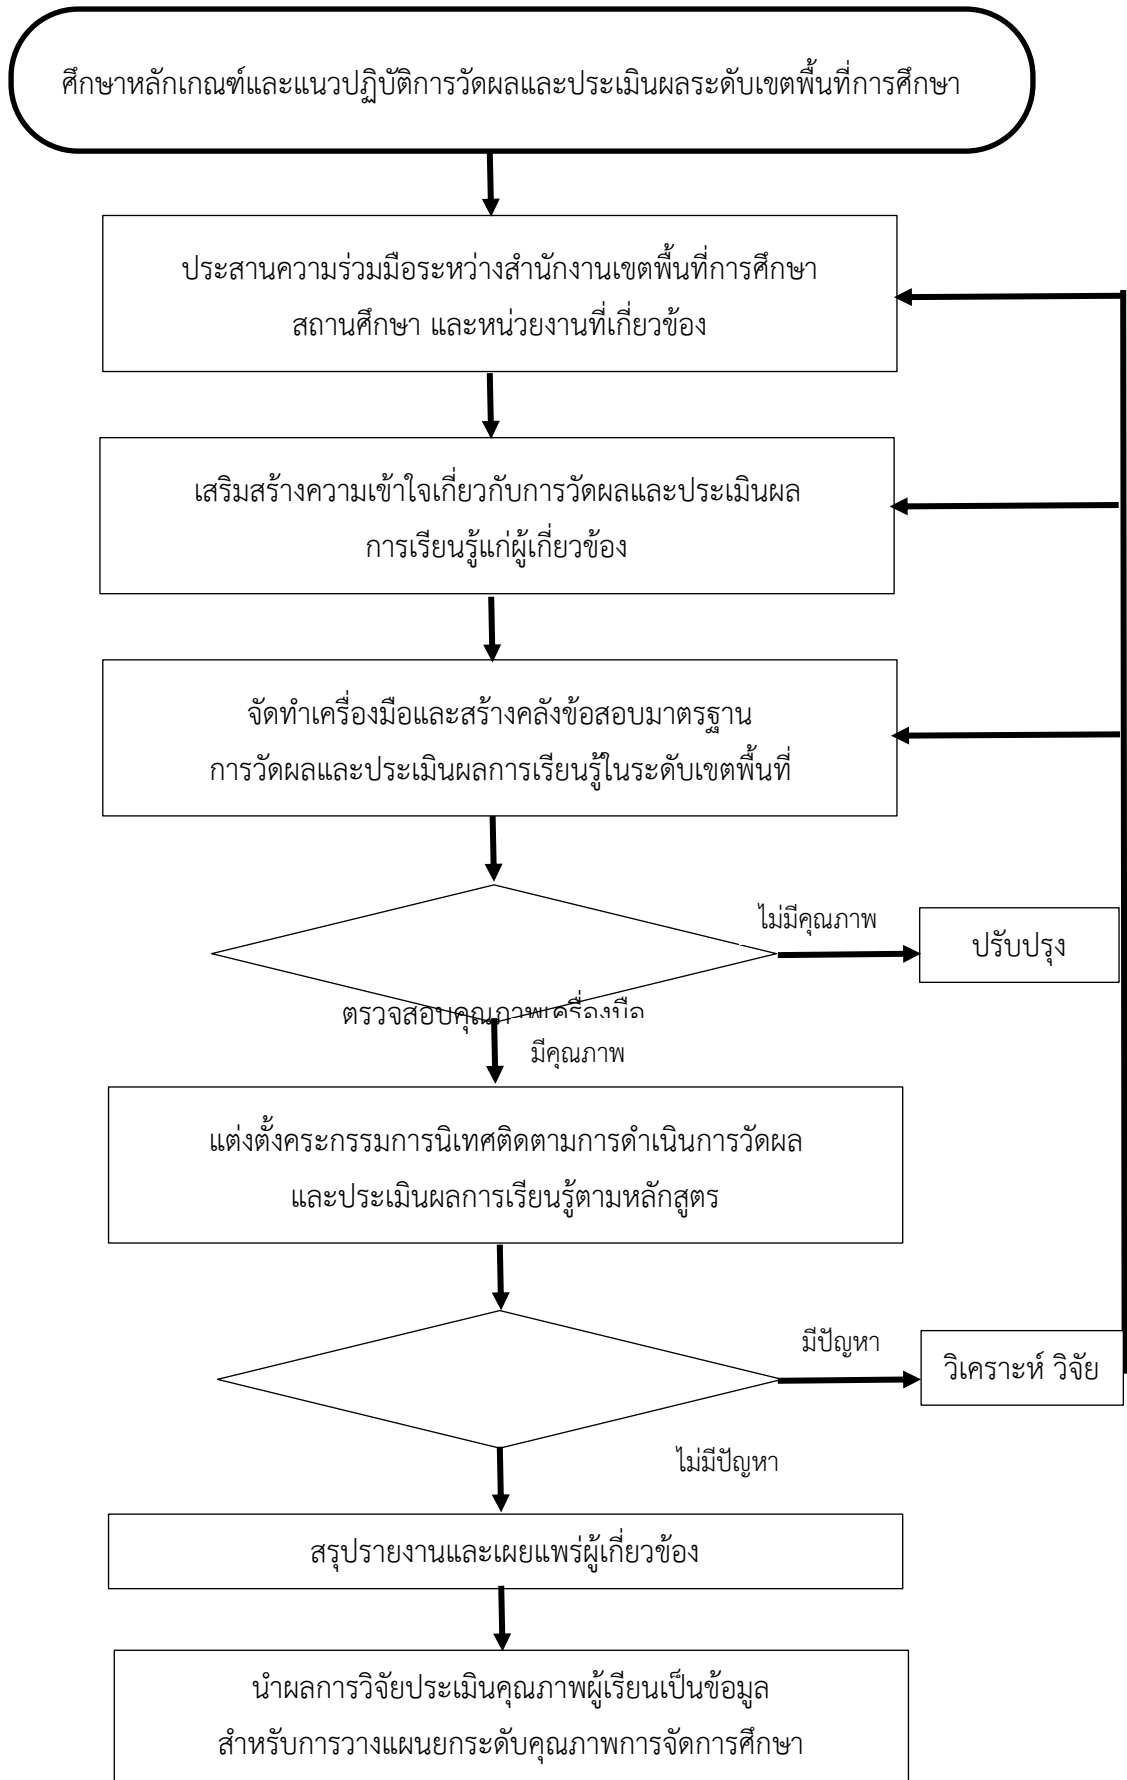 ศึกษาหลักเกณฑ์และแนวปฏิบัติการวัดผลและประเมินผลระดับเขตพื้นที่การศึกษา
ประสานความร่วมมือระหว่างสำนักงานเขตพื้นที่การศึกษา
สถานศึกษา และหน่วยงานที่เกี่ยวข้อง
เสริมสร้างความเข้าใจเกี่ยวกับการวัดผลและประเมินผล
การเรียนรู้แก่ผู้เกี่ยวข้อง
จัดทำเครื่องมือและสร้างคลังข้อสอบมาตรฐาน
การวัดผลและประเมินผลการเรียนรู้ในระดับเขตพื้นที่
ไม่มีคุณภาพ
ปรับปรุง
ตรวจสอบคุณภาพเครื่องมือ
มีคุณภาพ
แต่งตั้งคระกรรมการนิเทศติดตามการดำเนินการวัดผล
และประเมินผลการเรียนรู้ตามหลักสูตร
มีปัญหา
วิเคราะห์ วิจัย
ไม่มีปัญหา
สรุปรายงานและเผยแพร่ผู้เกี่ยวข้อง
นำผลการวิจัยประเมินคุณภาพผู้เรียนเป็นข้อมูล
สำหรับการวางแผนยกระดับคุณภาพการจัดการศึกษา